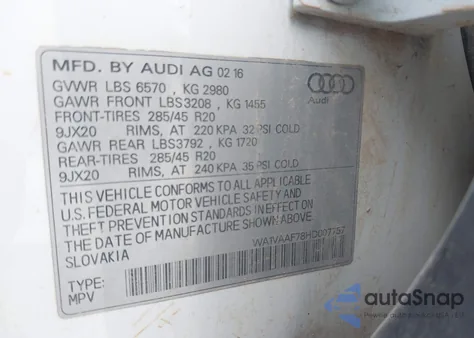 MFD. BY AUDI AG 02 16
GVWR LBS 6570 , KG 2980
GAWR FRONT LBS3208 , KG 1455
FRONT-TIRES 285/45 R20
9JX20 RIMS, AT 220 KPA 32 PSI COLD
GAWR REAR LBS3792 , KG 1720
REAR-TIRES 285/45 R20
9JX20 RIMS, AT 240 KPA 35 PSI COLD
THIS VEHICLE CONFORMS TO ALL APPLICABLE
U.S. FEDERAL MOTOR VEHICLE SAFETY AND
THEFT PREVENTION STANDARDS IN EFFECT ON
THE DATE OF MANUFACTURE SHOWN ABOVE
SLOVAKIA
TYPE:
MPV
Audi
autoSnap